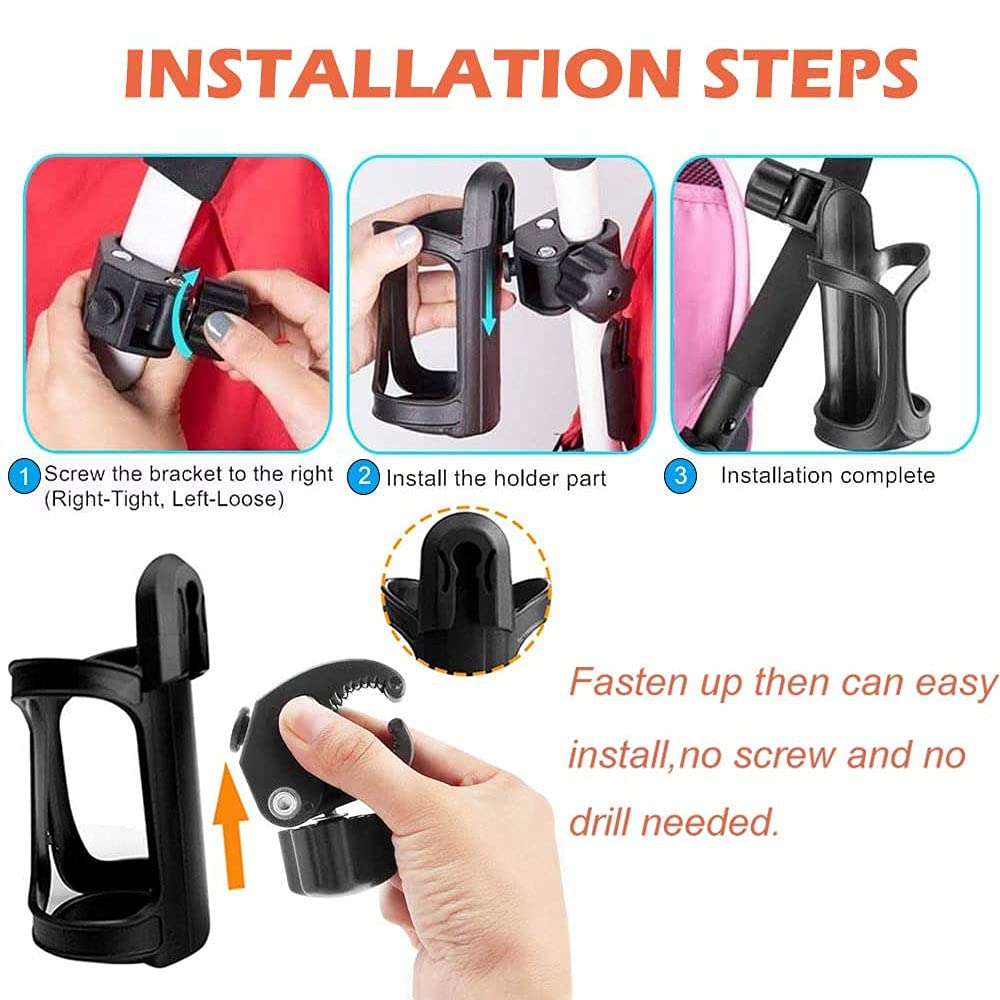 INSTALLATION STEPS
1 Screw the bracket to the right
(Right-Tight, Left-Loose)
2 Install the holder part
3 Installation complete
Fasten up then can easy
install,no screw and no
drill needed.